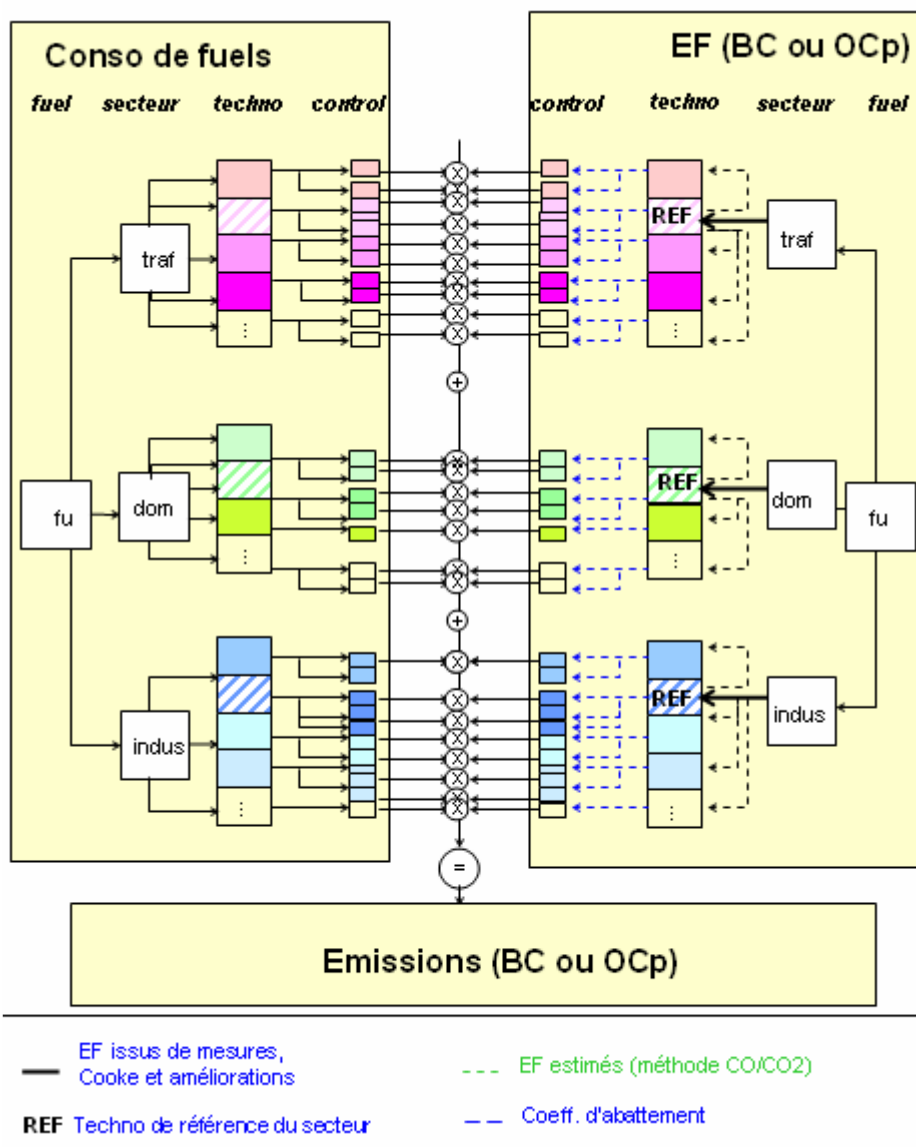 Conso de fuels
EF (BC ou OCp)
fuel secteur techno control
control techno secteur fuel
REF
traf
traf
⋮
⋮
X
+
REF
fu
dom
dom
fu
⋮
⋮
+
REF
indus
indus
⋮
⋮
=
Emissions (BC ou OCp)
EF issus de mesures,
Cooke et améliorations
EF estimés (méthode CO/CO2)
REF Techno de référence du secteur
Coeff. d'abattement